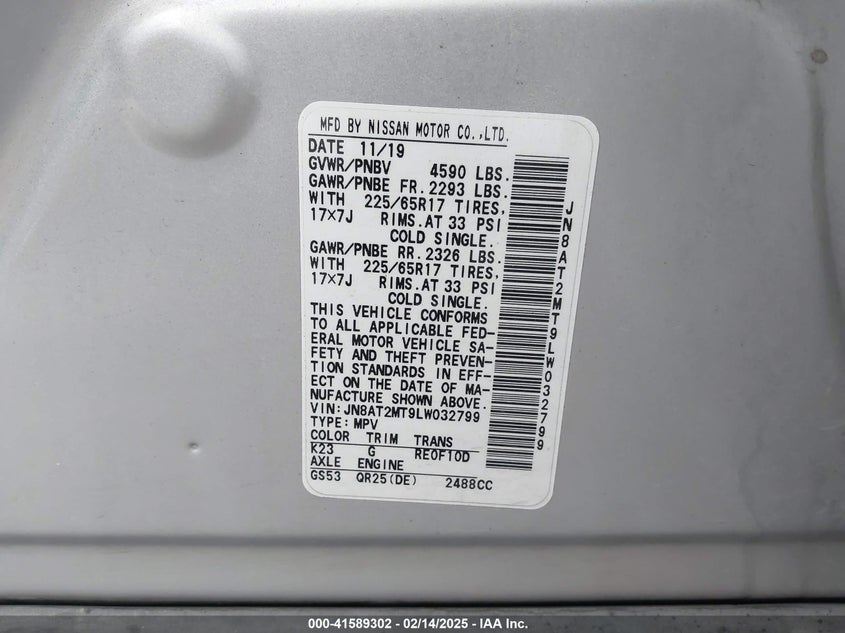 MFD BY NISSAN MOTOR CO.,LTD.
DATE 11/19
GVWR/PNBV 4590 LBS.
GAWR/PNBE FR. 2293 LBS.
WITH 225/65R17 TIRES,
17×7J RIMS. AT 33 PSI
COLD SINGLE.
GAWR/PNBE RR. 2326 LBS.
WITH 225/65R17 TIRES,
17×7J RIMS. AT 33 PSI
COLD SINGLE.
THIS VEHICLE CONFORMS
TO ALL APPLICABLE FED-
ERAL MOTOR VEHICLE SA-
FETY AND THEFT PREVEN-
TION STANDARDS IN EFF-
ECT ON THE DATE OF MA-
NUFACTURE SHOWN ABOVE.
VIN:JN8AT2MT9LW032799
TYPE:MPV
COLOR TRIM TRANS
K23 G RE0F10D
AXLE ENGINE
GS53 QR25(DE) 2488CC
JN8AT2MT9LW032799
000-41589302 - 02/14/2025 - IAA Inc.